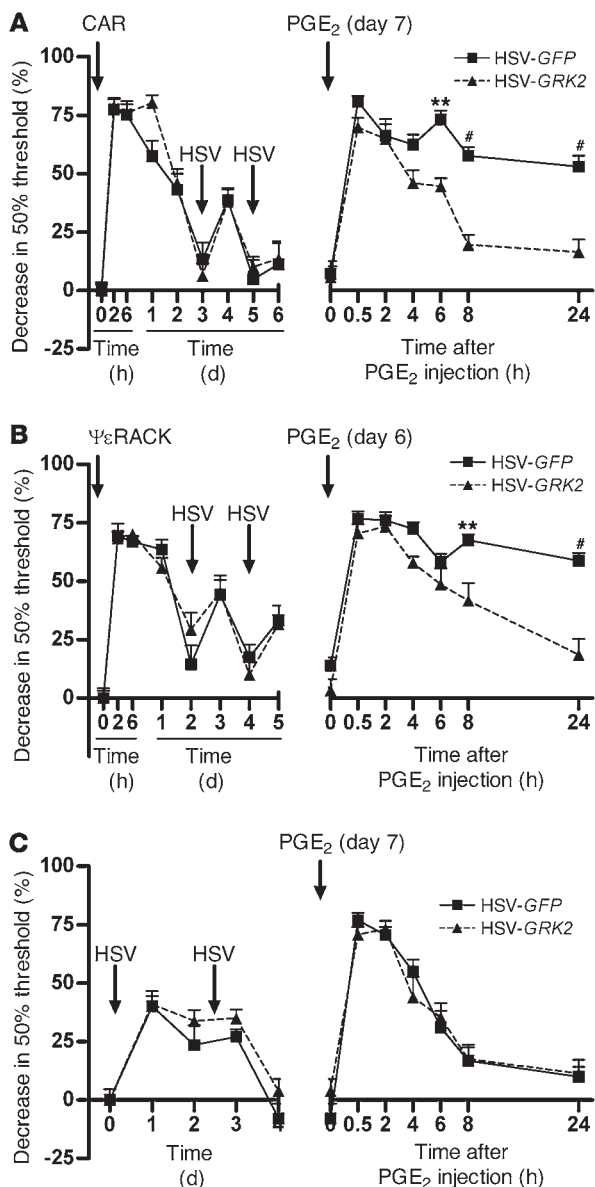 A
CAR
PGE2 (day 7)
HSV-GFP
HSV-GRK2
Decrease in 50% threshold (%)
100
75
50
25
0
-25
HSV HSV
** # #
0 2 6 1 2 3 4 5 6
Time (h)
Time (d)
0 0.5 2 4 6 8 24
Time after
PGE2 injection (h)
B
ΨεRACK
PGE2 (day 6)
HSV-GFP
HSV-GRK2
Decrease in 50% threshold (%)
100
75
50
25
0
HSV HSV
** #
0 2 6 1 2 3 4 5
Time (h)
Time (d)
0 0.5 2 4 6 8 24
Time after
PGE2 injection (h)
C
PGE2 (day 7)
HSV-GFP
HSV-GRK2
Decrease in 50% threshold (%)
100
75
50
25
0
-25
HSV HSV
0 1 2 3 4
Time
(d)
0 0.5 2 4 6 8 24
Time after
PGE2 injection (h)